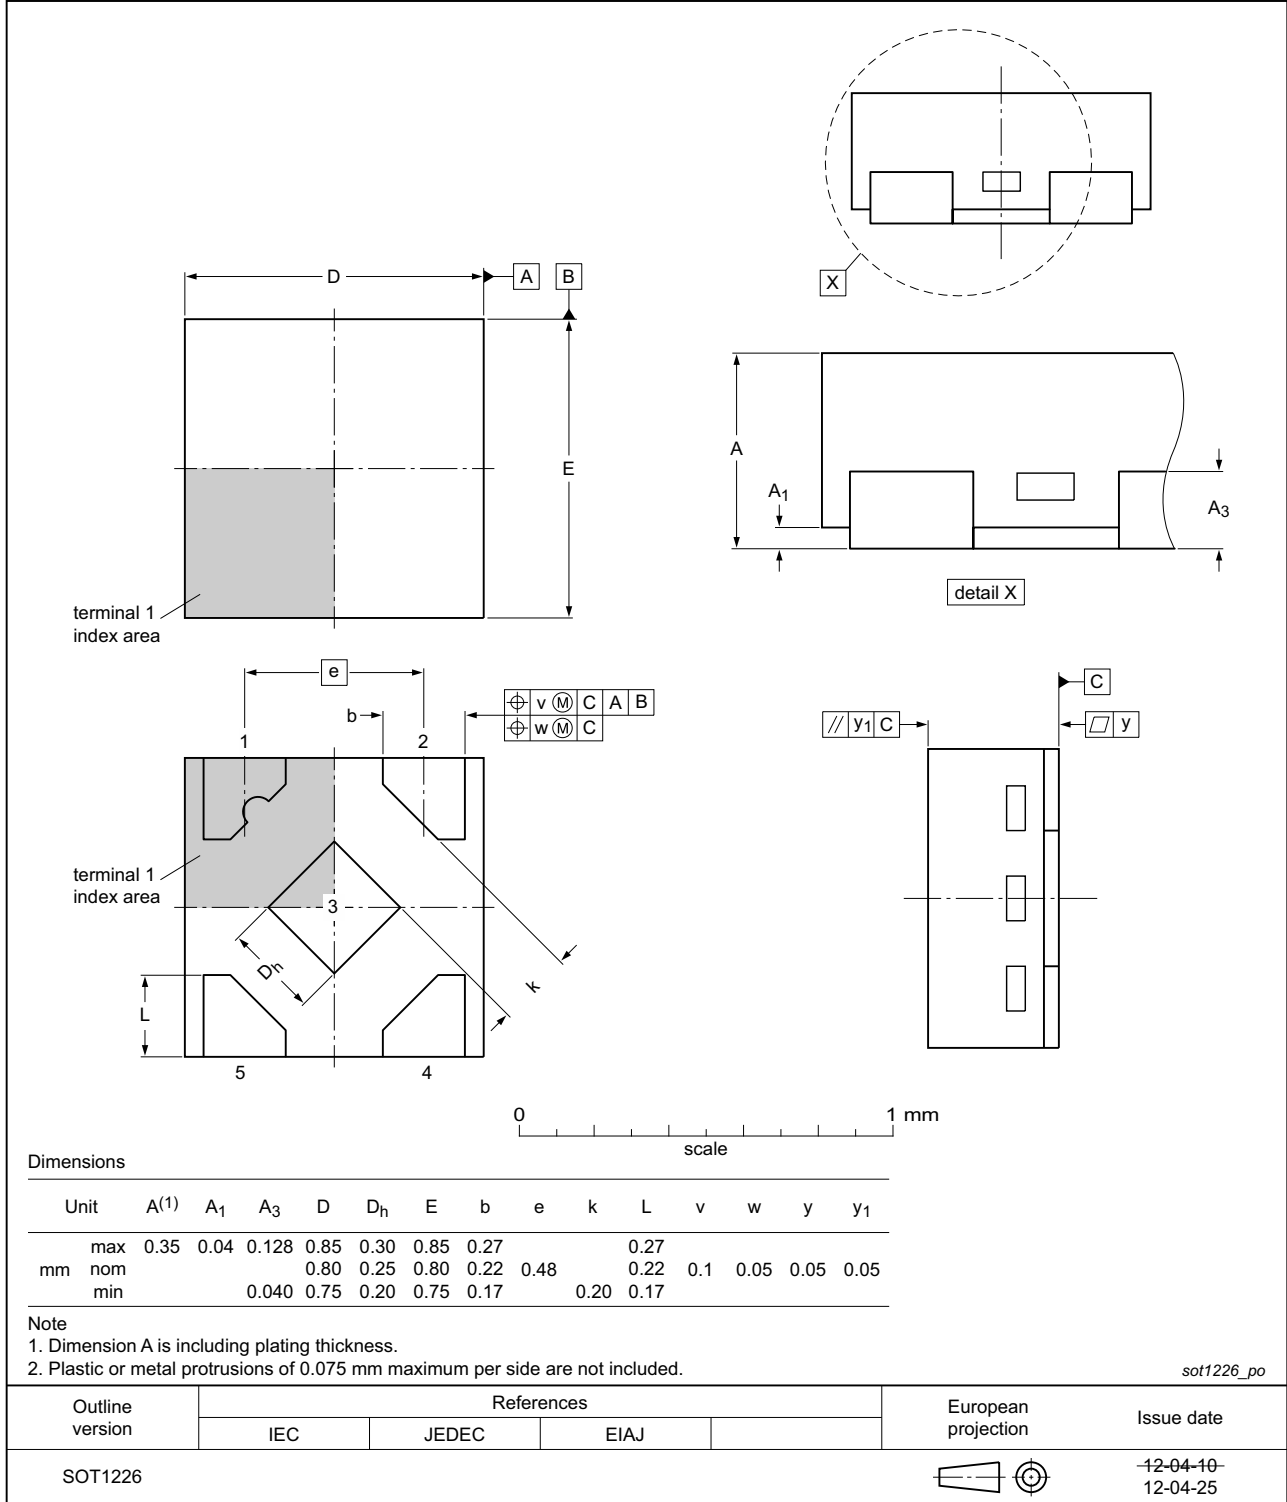 X
D
A
B
E
terminal 1
index area
A
A1
A3
detail X
e
b
v M C A B
w M C
1
2
terminal 1
index area
3
Dh
k
L
5
4
C
// y1 C
y
0
1 mm
scale
Dimensions
Unit A(1) A1 A3 D Dh E b e k L v w y y1
max 0.35 0.04 0.128 0.85 0.30 0.85 0.27 0.27
mm nom 0.80 0.25 0.80 0.22 0.48 0.22 0.1 0.05 0.05 0.05
min 0.040 0.75 0.20 0.75 0.17 0.20 0.17
Note
1. Dimension A is including plating thickness.
2. Plastic or metal protrusions of 0.075 mm maximum per side are not included.
sot1226_po
Outline
version
References
IEC JEDEC EIAJ
European
projection
Issue date
SOT1226
12-04-10
12-04-25